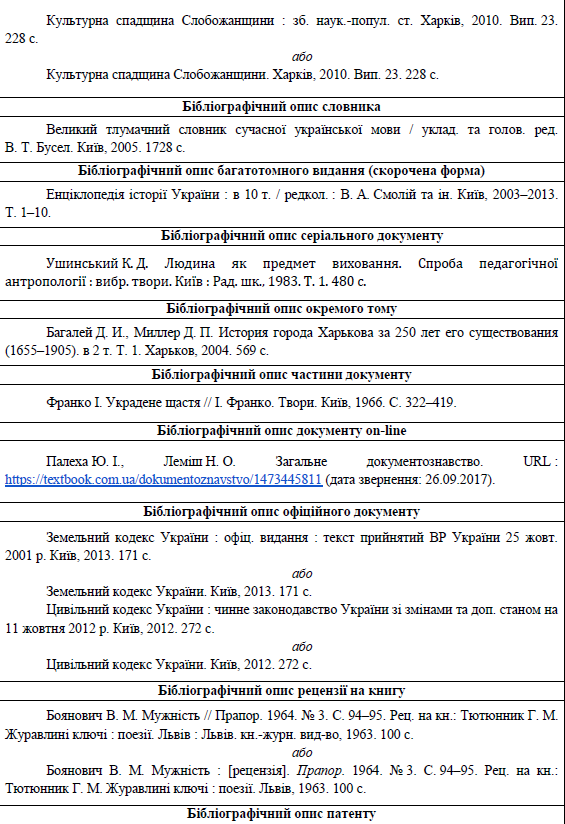 Культурна спадщина Слобожанщини : зб. наук.-попул. ст. Харків, 2010. Вип. 23.
228 с.
або
Культурна спадщина Слобожанщини. Харків, 2010. Вип. 23. 228 с.
Бібліографічний опис словника
Великий тлумачний словник сучасної української мови / уклад. та голов. ред.
В. Т. Бусел. Київ, 2005. 1728 с.
Бібліографічний опис багатотомного видання (скорочена форма)
Енціклопедія історії України : в 10 т. / редкол. : В. А. Смолій та ін. Київ, 2003–2013.
Т. 1–10.
Бібліографічний опис серіального документу
Ушинський К. Д. Людина як предмет виховання. Спроба педагогічної
антропології : вибр. твори. Київ : Рад. шк., 1983. Т. 1. 480 с.
Бібліографічний опис окремого тому
Багалей Д. И., Миллер Д. П. История города Харькова за 250 лет его существования
(1655–1905). в 2 т. Т. 1. Харьков, 2004. 569 с.
Бібліографічний опис частини документу
Франко І. Украдене щастя // І. Франко. Твори. Київ, 1966. С. 322–419.
Бібліографічний опис документу on-line
Палеха Ю. І., Леміш Н. О. Загальне документознавство. URL :
https://textbook.com.ua/dokumentoznavstvo/1473445811 (дата звернення: 26.09.2017).
Бібліографічний опис офіційного документу
Земельний кодекс України : офіц. видання : текст прийнятий ВР України 25 жовт.
2001 р. Київ, 2013. 171 с.
або
Земельний кодекс України. Київ, 2013. 171 с.
Цивільний кодекс України : чинне законодавство України зі змінами та доп. станом на
11 жовтня 2012 р. Київ, 2012. 272 с.
або
Цивільний кодекс України. Київ, 2012. 272 с.
Бібліографічний опис рецензії на книгу
Боянович В. М. Мужність // Прапор. 1964. № 3. С. 94–95. Рец. на кн.: Тютюнник Г. М.
Журавлині ключі : поезії. Львів : Львів. кн.-журн. вид-во, 1963. 100 с.
або
Боянович В. М. Мужність : [рецензія]. Прапор. 1964. № 3. С. 94–95. Рец. на кн.:
Тютюнник Г. М. Журавлині ключі : поезії. Львів, 1963. 100 с.
Бібліографічний опис патенту